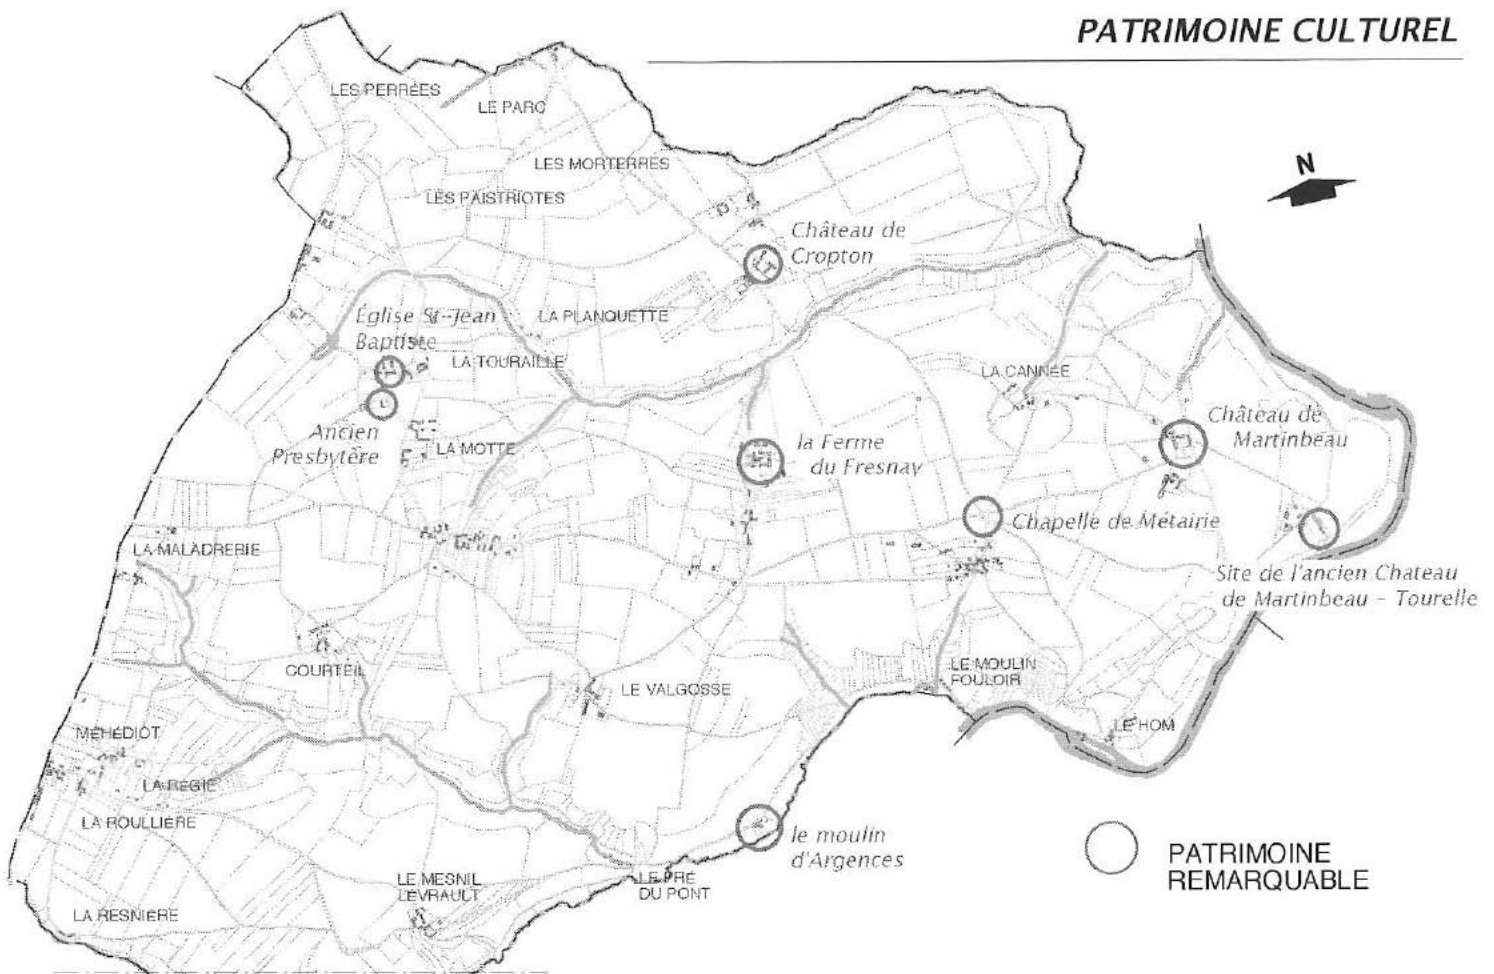 PATRIMOINE CULTUREL
LES PERRÉES
LE PARC
LES MORTERRES
LES PAISTRIOTES
N
Château de
Cropton
Église St-Jean
Baptiste
LA PLANQUETTE
LA TOURAILLE
LA CANNÉE
Ancien
Presbytère
LA MOTTE
la Ferme
du Fresnay
Château de
Martinbeau
Chapelle de Métairie
LA MALADRERIE
Site de l'ancien Chateau
de Martinbeau - Tourelle
COURTEIL
LE VALGOSSE
LE MOULIN
FOULOIR
LE HOM
MÉHÉDIOT
LA RÉGIE
LA ROULLIÈRE
le moulin
d'Argences
PATRIMOINE
REMARQUABLE
LE MESNIL
LEVRAULT
LE PRÉ
DU PONT
LA RESNIÈRE